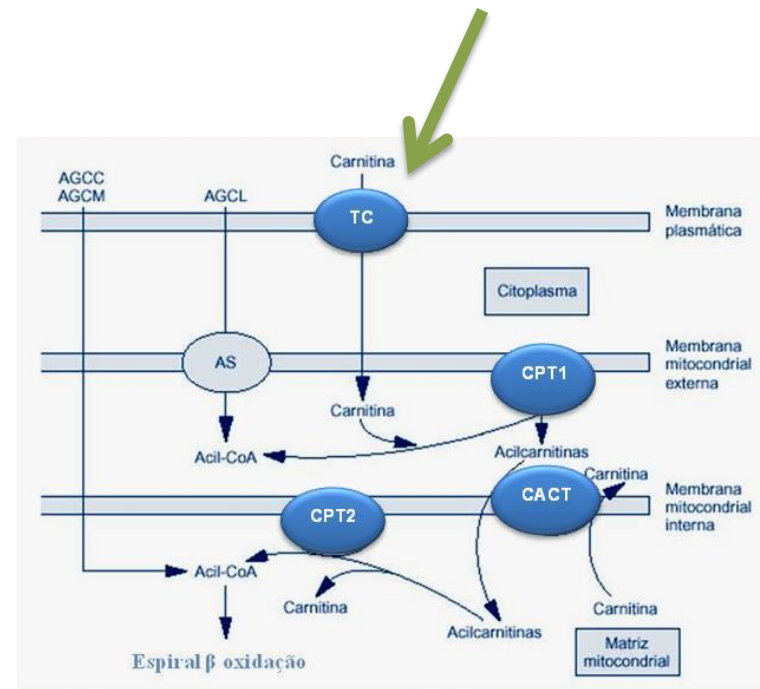 Carnitina
AGCC
AGCM
AGCL
TC
Membrana
plasmática
Citoplasma
Membrana
mitocondrial
externa
AS
CPT1
Carnitina
Acil-CoA
Acilcarnitinas
Carnitina
CACT
Membrana
mitocondrial
interna
CPT2
Acil-CoA
Carnitina
Carnitina
Acilcarnitinas
Matriz
mitocondrial
Espiral β oxidação